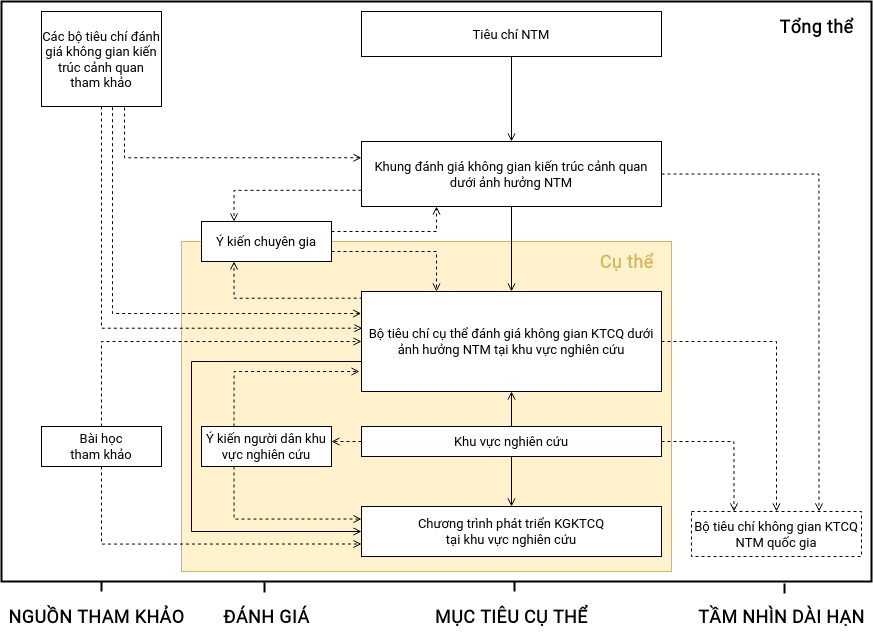 Tổng thể
Các bộ tiêu chí đánh
giá không gian kiến
trúc cảnh quan
tham khảo
Tiêu chí NTM
Khung đánh giá không gian kiến trúc cảnh quan
dưới ảnh hưởng NTM
Ý kiến chuyên gia
Cụ thể
Bộ tiêu chí cụ thể đánh giá không gian KTCQ dưới
ảnh hưởng NTM tại khu vực nghiên cứu
Bài học
tham khảo
Ý kiến người dân khu
vực nghiên cứu
Khu vực nghiên cứu
Chương trình phát triển KGKTCQ
tại khu vực nghiên cứu
Bộ tiêu chí không gian KTCQ
NTM quốc gia
NGUỒN THAM KHẢO
ĐÁNH GIÁ
MỤC TIÊU CỤ THỂ
TẦM NHÌN DÀI HẠN